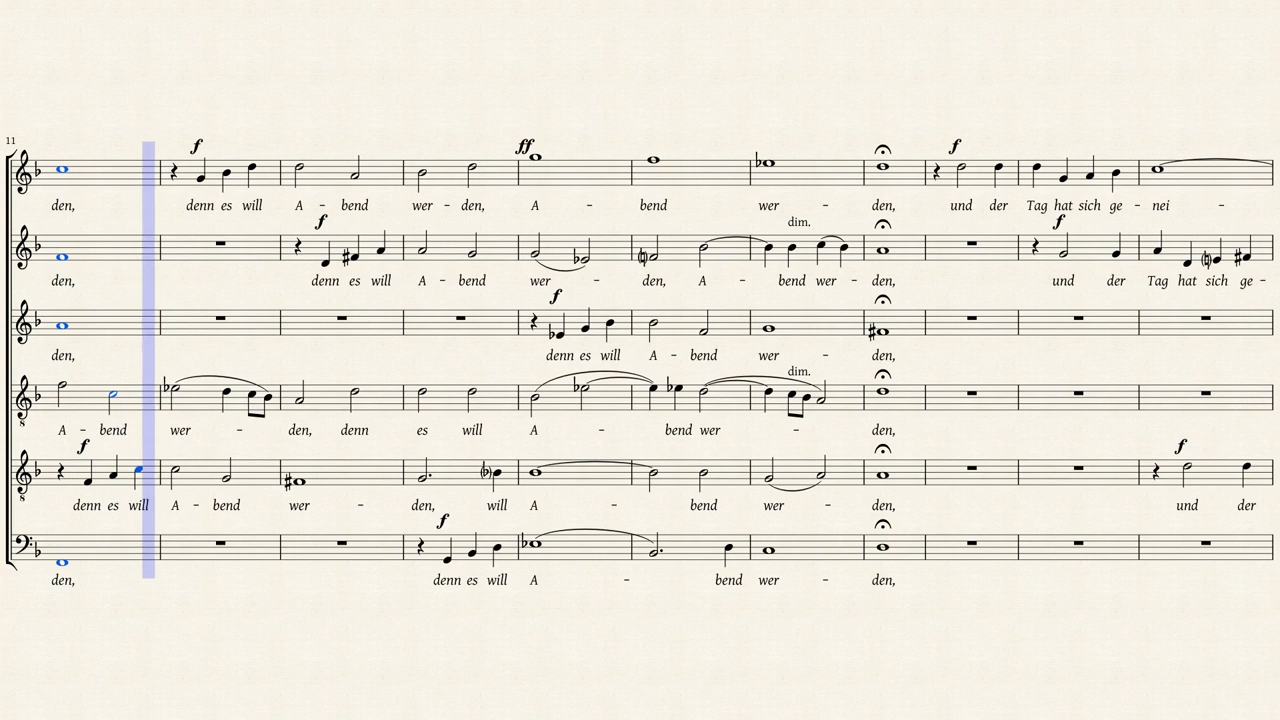 11
f
ff
f
den, denn es will A - bend wer - den, A - bend wer - den, und der Tag hat sich ge - nei -
f
dim.
f
den, denn es will A - bend wer - den, A - bend wer - den, und der Tag hat sich ge -
f
den, denn es will A - bend wer - den,
dim.
A - bend wer - den, denn es will A - bend wer - den,
f
f
denn es will A - bend wer - den, will A - bend wer - den, und der
f
den, denn es will A - bend wer - den,